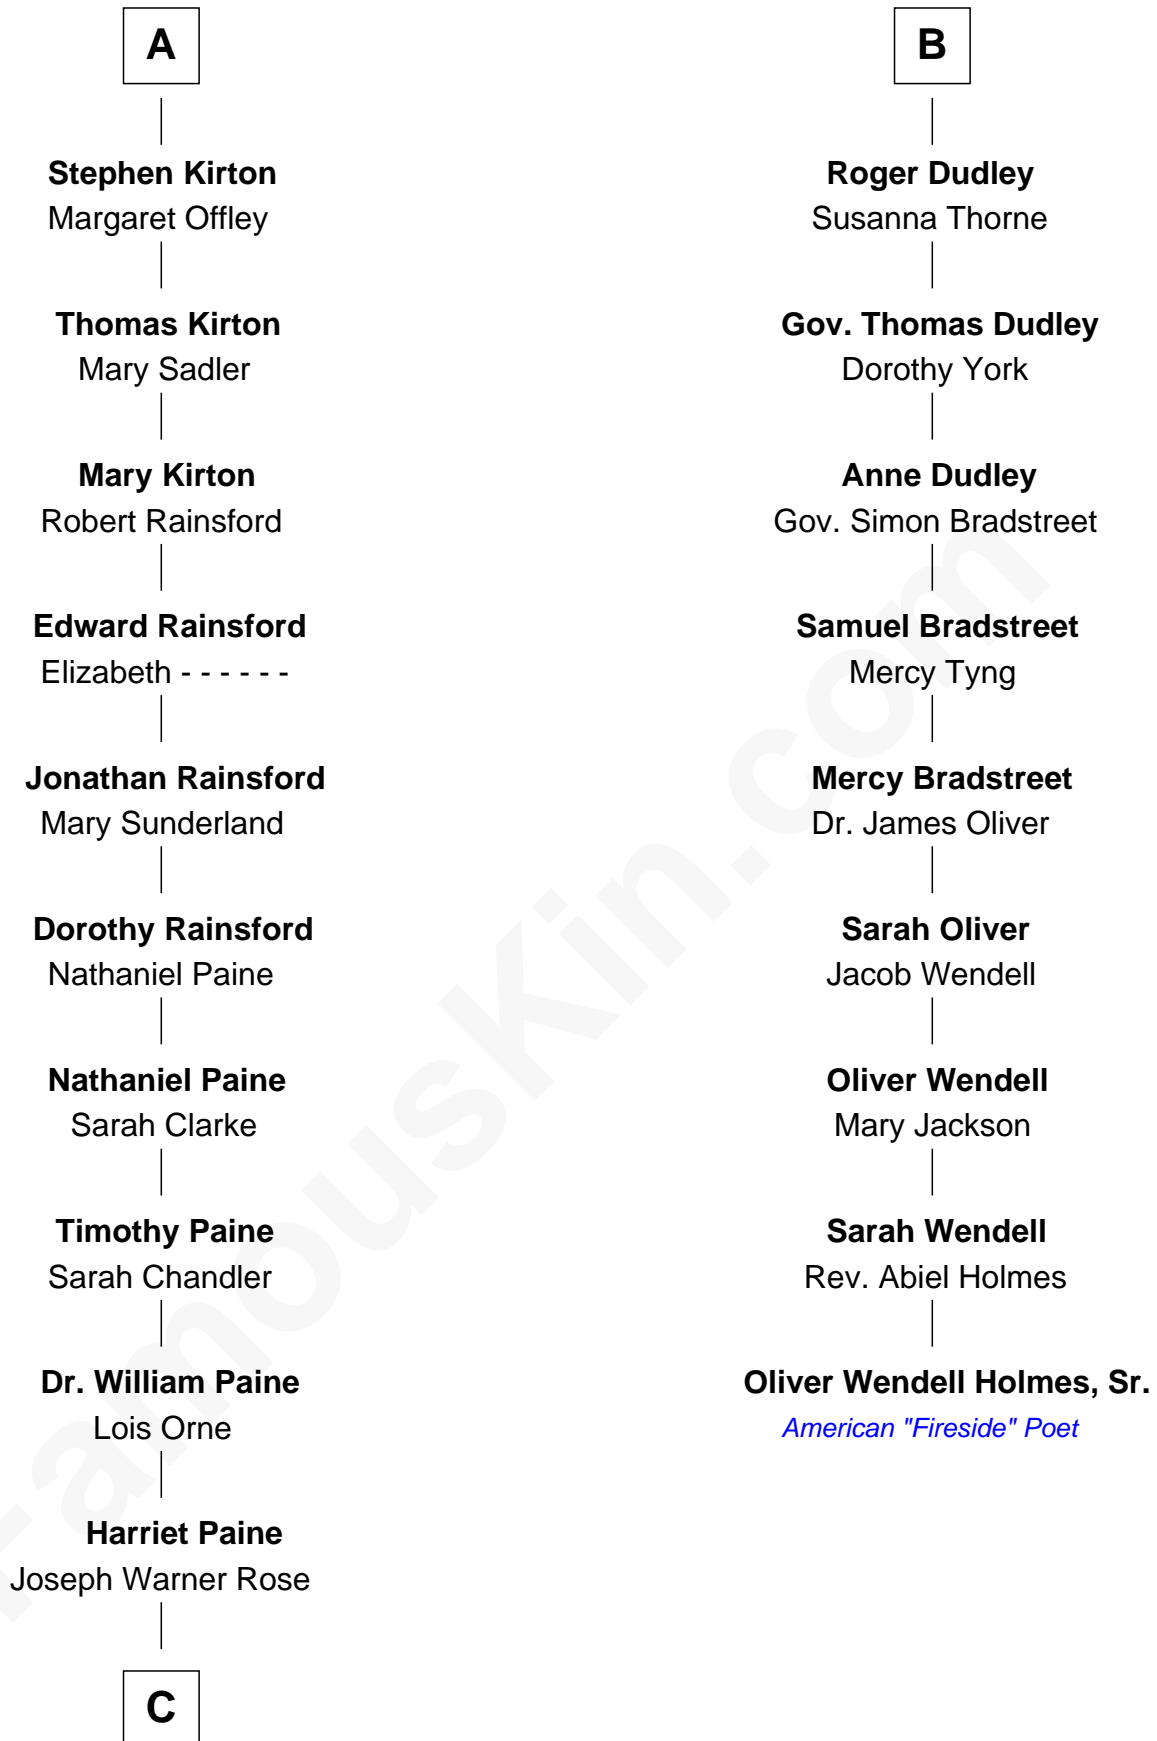 A
Stephen Kirton
Margaret Offley
Thomas Kirton
Mary Sadler
Mary Kirton
Robert Rainsford
Edward Rainsford
Elizabeth - - - - - -
Jonathan Rainsford
Mary Sunderland
Dorothy Rainsford
Nathaniel Paine
Nathaniel Paine
Sarah Clarke
Timothy Paine
Sarah Chandler
Dr. William Paine
Lois Orne
Harriet Paine
Joseph Warner Rose
C
B
Roger Dudley
Susanna Thorne
Gov. Thomas Dudley
Dorothy York
Anne Dudley
Gov. Simon Bradstreet
Samuel Bradstreet
Mercy Tyng
Mercy Bradstreet
Dr. James Oliver
Sarah Oliver
Jacob Wendell
Oliver Wendell
Mary Jackson
Sarah Wendell
Rev. Abiel Holmes
Oliver Wendell Holmes, Sr.
American "Fireside" Poet
FamousKin.com